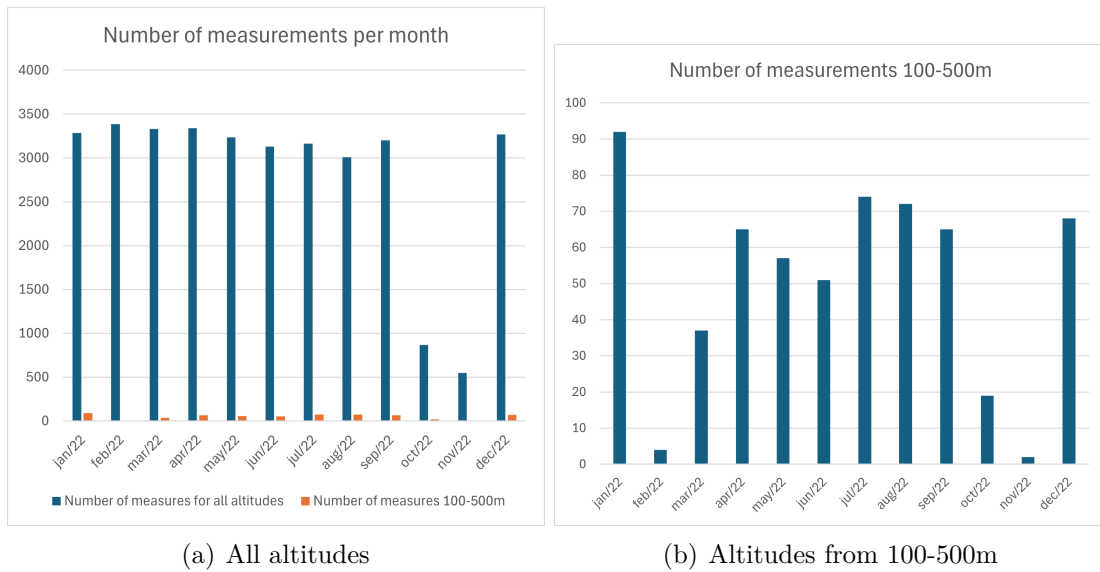 Number of measurements per month
4000
3500
3000
2500
2000
1500
1000
500
0
jan/22 feb/22 mar/22 apr/22 may/22 jun/22 jul/22 aug/22 sep/22 oct/22 nov/22 dec/22
Number of measures for all altitudes Number of measures 100-500m
(a) All altitudes
Number of measurements 100-500m
100
90
80
70
60
50
40
30
20
10
0
jan/22 feb/22 mar/22 apr/22 may/22 jun/22 jul/22 aug/22 sep/22 oct/22 nov/22 dec/22
(b) Altitudes from 100-500m